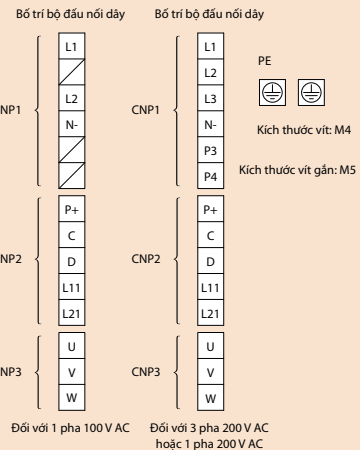 Bố trí bộ đấu nối dây
NP1
L1
L2
N-
NP2
P+
C
D
L11
L21
NP3
U
V
W
Đối với 1 pha 100 V AC
Bố trí bộ đấu nối dây
CNP1
L1
L2
L3
N-
P3
P4
CNP2
P+
C
D
L11
L21
CNP3
U
V
W
Đối với 3 pha 200 V AC
hoặc 1 pha 200 V AC
PE
Kích thước vít: M4
Kích thước vít gắn: M5